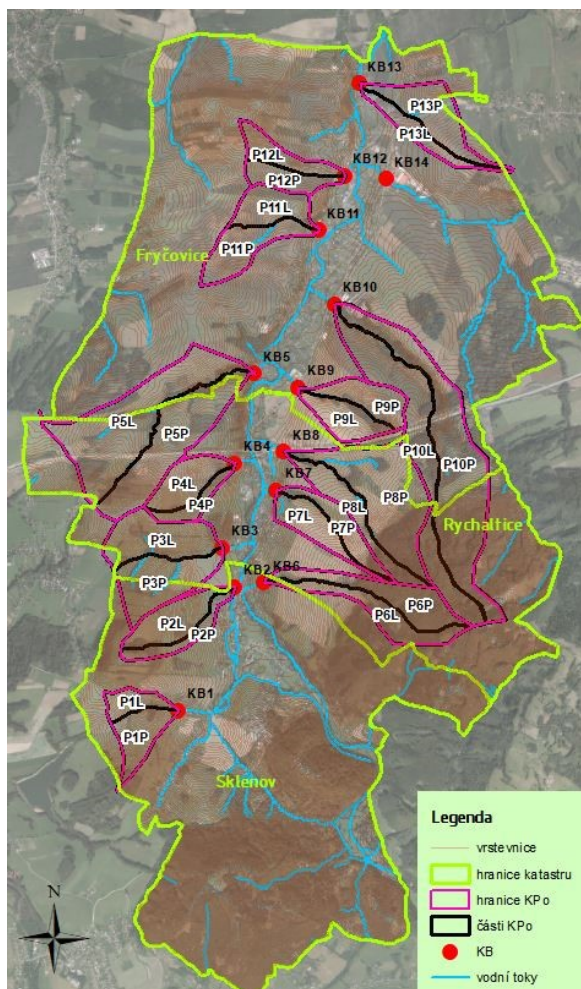 KB13
P13P
P13L
P12L
KB12
KB14
P12P
P11L
KB11
P11P
Fryčovice
KB10
KB5
KB9
P5L
P9P
P9L
P5P
KB8
KB4
P10L
P10P
P4L
KB7
P8P
P4P
P8L
P7L
P7P
Rychaltice
KB3
P3L
P3P
KB2
KB6
P6P
P6L
P2L
P2P
P1L
KB1
P1P
Sklenov
N
Legenda
vrstevnice
hranice katastru
hranice KPo
části KPo
KB
vodní toky